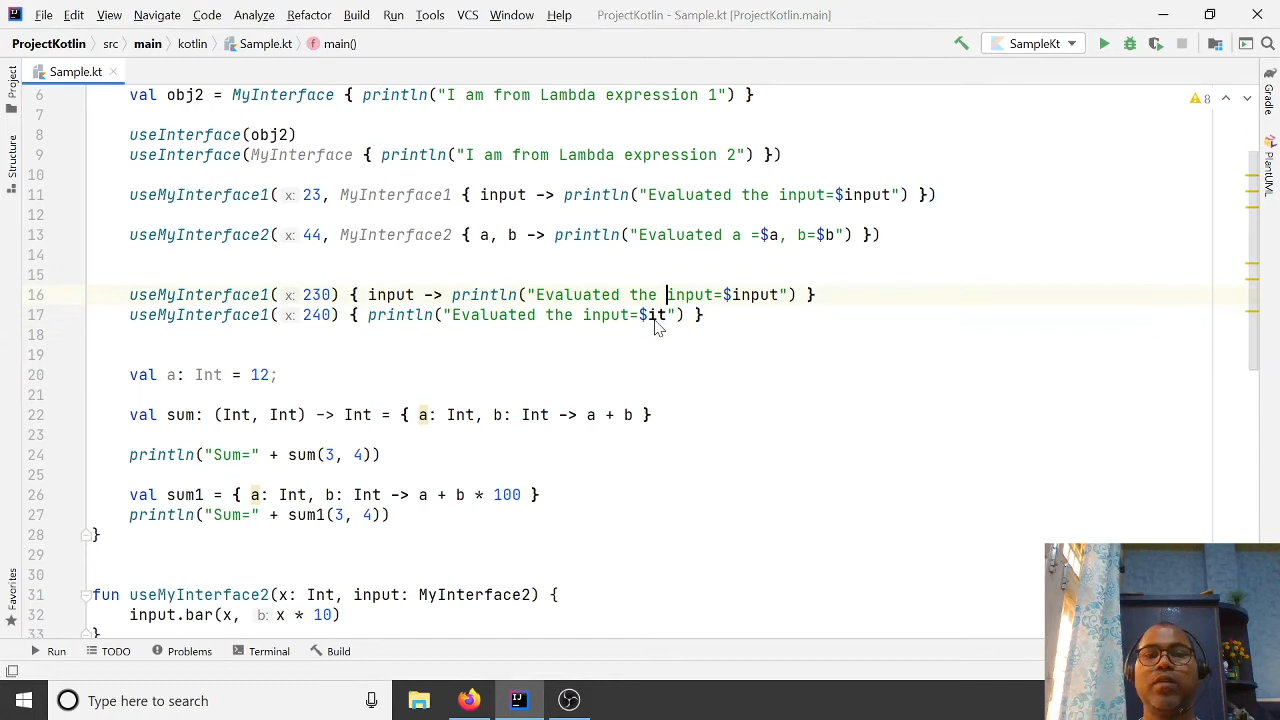 File Edit View Navigate Code Analyze Refactor Build Run Tools VCS Window Help ProjectKotlin - Sample.kt [ProjectKotlin.main]
ProjectKotlin src main kotlin Sample.kt main() SampleKt
Project
Sample.kt
Gradle
8
6 val obj2 = MyInterface { println("I am from Lambda expression 1") }
7
8 useInterface(obj2)
9 useInterface(MyInterface { println("I am from Lambda expression 2") })
10
11 useMyInterface1( x: 23, MyInterface1 { input -> println("Evaluated the input=$input") })
12
13 useMyInterface2( x: 44, MyInterface2 { a, b -> println("Evaluated a =$a, b=$b") })
14
15
16 useMyInterface1( x: 230) { input -> println("Evaluated the input=$input") }
17 useMyInterface1( x: 240) { println("Evaluated the input=$it") }
18
19
20 val a: Int = 12;
21
22 val sum: (Int, Int) -> Int = { a: Int, b: Int -> a + b }
23
24 println("Sum=" + sum(3, 4))
25
26 val sum1 = { a: Int, b: Int -> a + b * 100 }
27 println("Sum=" + sum1(3, 4))
28 }
29
30
31 fun useMyInterface2(x: Int, input: MyInterface2) {
32 input.bar(x, b: x * 10)
33 }
Structure
PlantUML
Favorites
Run TODO Problems Terminal Build
Type here to search